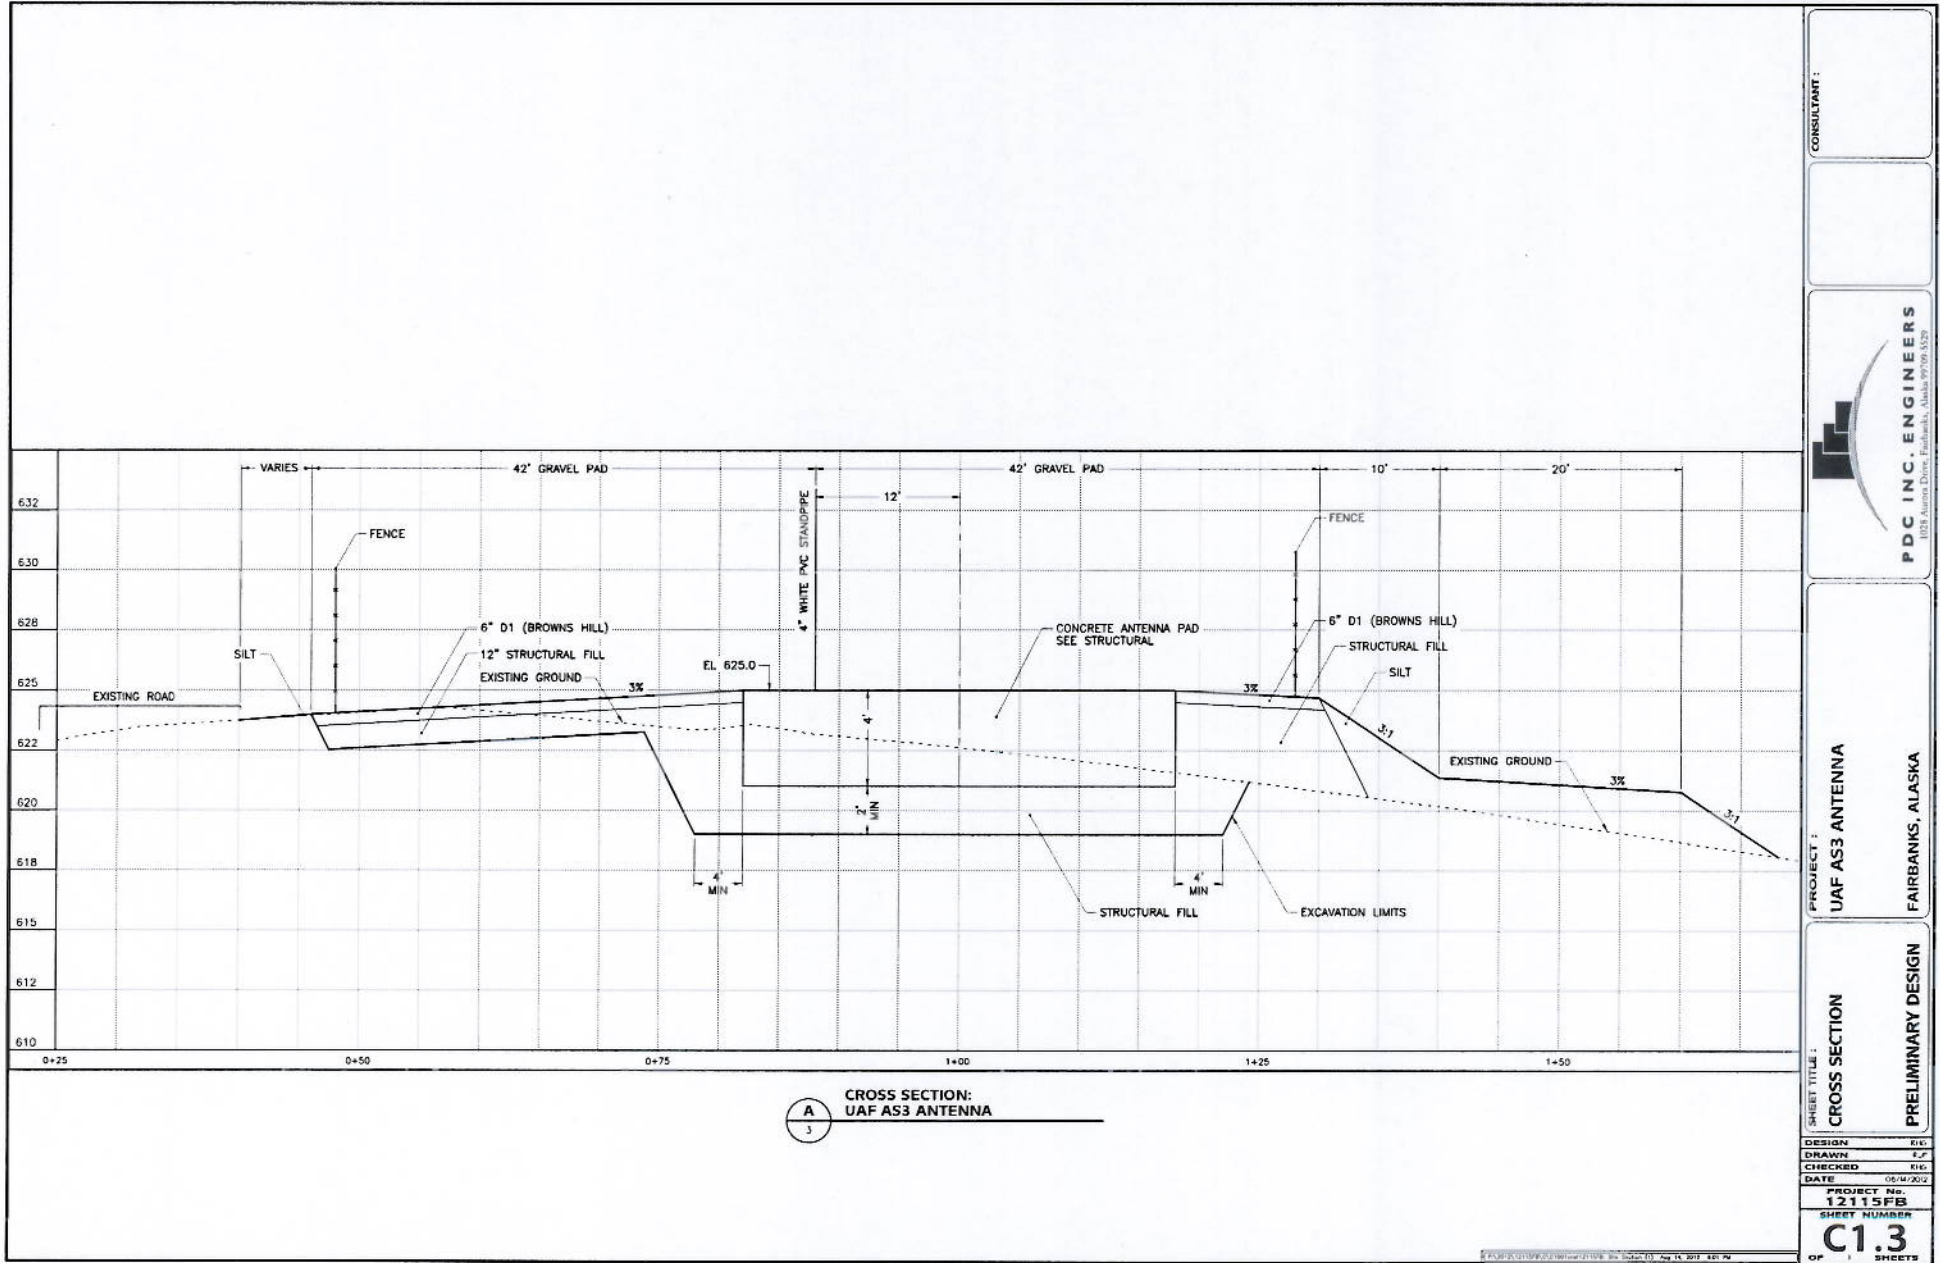 VARIES
42' GRAVEL PAD
42' GRAVEL PAD
10'
20'
12'
4" WHITE PVC STANDPIPE
FENCE
FENCE
632
630
628
625
622
620
618
615
612
610
6" D1 (BROWNS HILL)
12" STRUCTURAL FILL
EXISTING GROUND
SILT
EXISTING ROAD
3%
EL 625.0
CONCRETE ANTENNA PAD
SEE STRUCTURAL
6" D1 (BROWNS HILL)
STRUCTURAL FILL
SILT
3%
3:1
EXISTING GROUND
3%
3:1
4'
2'
MIN
4'
MIN
4'
MIN
STRUCTURAL FILL
EXCAVATION LIMITS
0+25
0+50
0+75
1+00
1+25
1+50
A
3
CROSS SECTION:
UAF AS3 ANTENNA
CONSULTANT :
PDC INC. ENGINEERS
1028 Aurora Drive, Fairbanks, Alaska 99709-5529
PROJECT :
UAF AS3 ANTENNA
FAIRBANKS, ALASKA
SHEET TITLE :
CROSS SECTION
PRELIMINARY DESIGN
DESIGN KHG
DRAWN
CHECKED KHG
DATE 08/14/2012
PROJECT No.
12115FB
SHEET NUMBER
C1.3
OF SHEETS